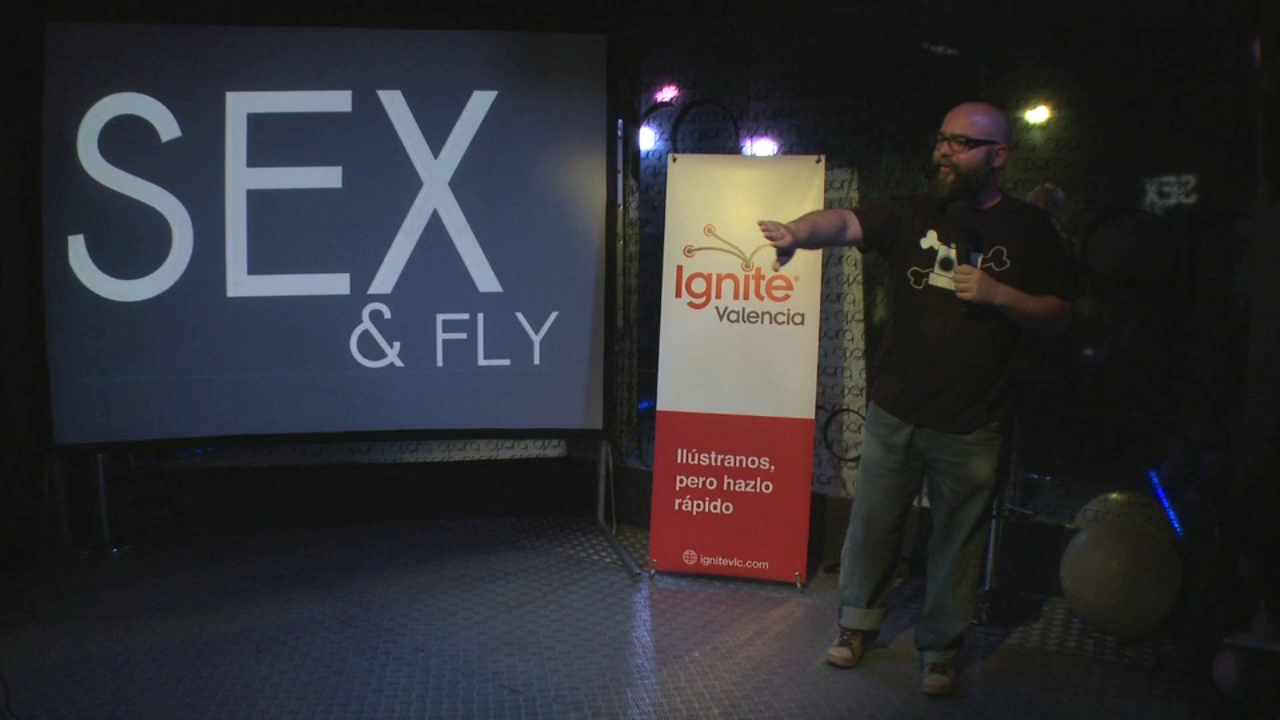 SEX
& FLY
Ignite
Valencia
Ilústranos,
pero hazlo
rápido
ignitevlc.com